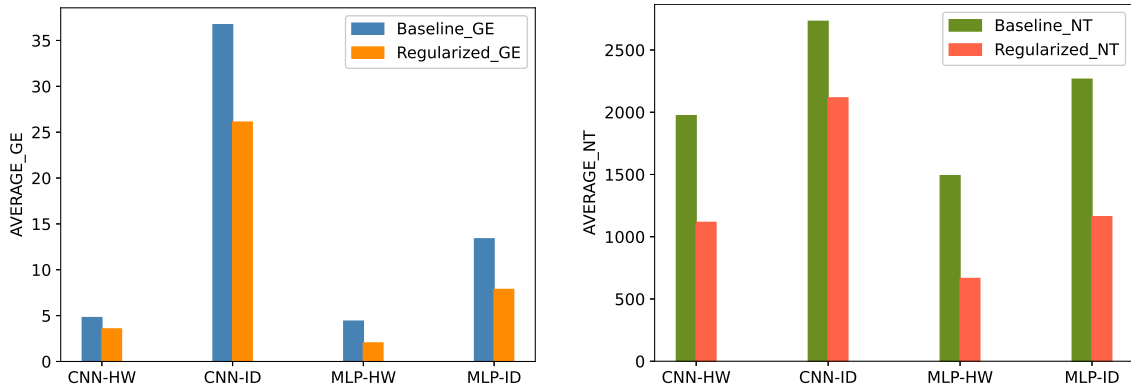 AVERAGE_GE
35
30
25
20
15
10
5
0
Baseline_GE
Regularized_GE
CNN-HW CNN-ID MLP-HW MLP-ID
AVERAGE_NT
2500
2000
1500
1000
500
0
Baseline_NT
Regularized_NT
CNN-HW CNN-ID MLP-HW MLP-ID